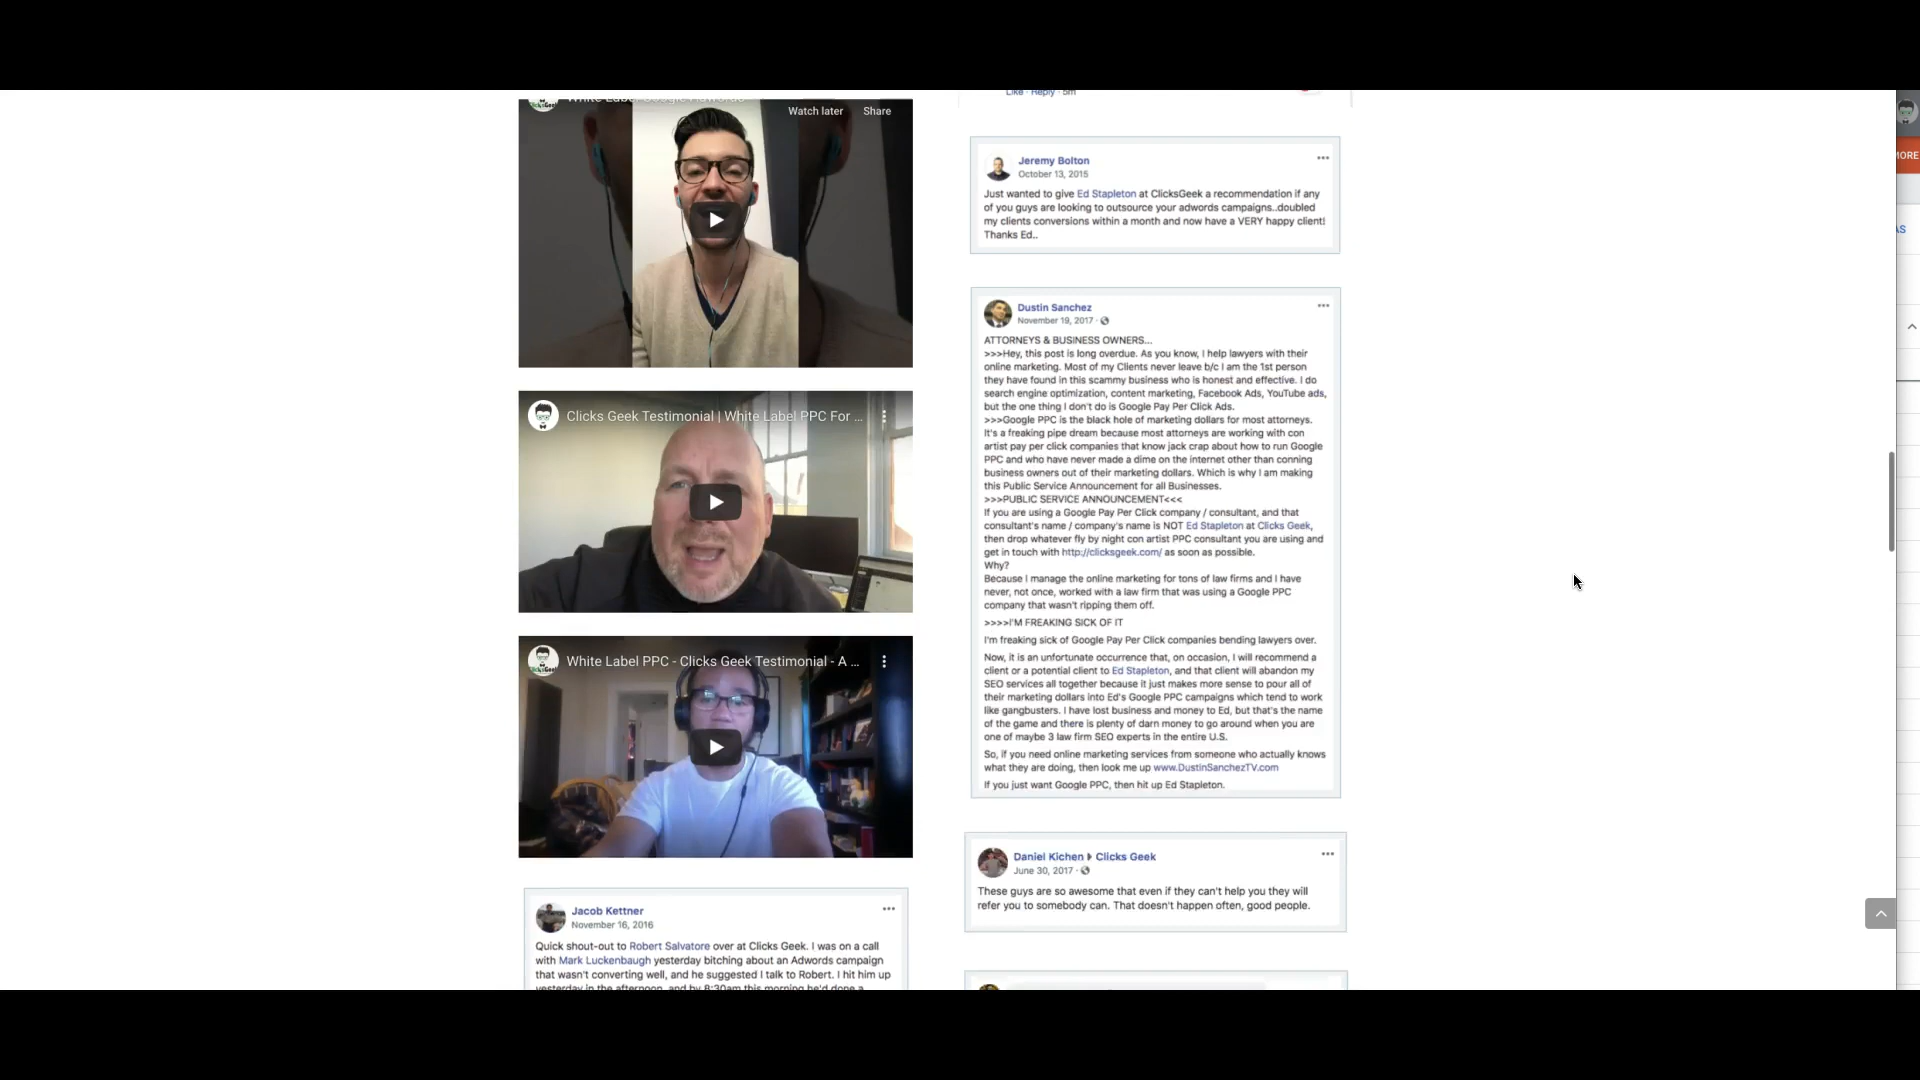 White Label Google Adwords
Watch later
Share
Clicks Geek Testimonial | White Label PPC For ...
White Label PPC - Clicks Geek Testimonial - A ...
Jacob Kettner
November 16, 2016
Quick shout-out to Robert Salvatore over at Clicks Geek. I was on a call
with Mark Luckenbaugh yesterday bitching about an Adwords campaign
that wasn't converting well, and he suggested I talk to Robert. I hit him up
yesterday in the afternoon, and by 8:30am this morning he'd done a
Like · Reply · 5m
Jeremy Bolton
October 13, 2015
Just wanted to give Ed Stapleton at ClicksGeek a recommendation if any
of you guys are looking to outsource your adwords campaigns..doubled
my clients conversions within a month and now have a VERY happy client!
Thanks Ed..
Dustin Sanchez
November 19, 2017 ·
ATTORNEYS & BUSINESS OWNERS...
>>>Hey, this post is long overdue. As you know, I help lawyers with their
online marketing. Most of my Clients never leave b/c I am the 1st person
they have found in this scammy business who is honest and effective. I do
search engine optimization, content marketing, Facebook Ads, YouTube ads,
but the one thing I don't do is Google Pay Per Click Ads.
>>>Google PPC is the black hole of marketing dollars for most attorneys.
It's a freaking pipe dream because most attorneys are working with con
artist pay per click companies that know jack crap about how to run Google
PPC and who have never made a dime on the internet other than conning
business owners out of their marketing dollars. Which is why I am making
this Public Service Announcement for all Businesses.
>>>PUBLIC SERVICE ANNOUNCEMENT<<<
If you are using a Google Pay Per Click company / consultant, and that
consultant's name / company's name is NOT Ed Stapleton at Clicks Geek,
then drop whatever fly by night con artist PPC consultant you are using and
get in touch with http://clicksgeek.com/ as soon as possible.
Why?
Because I manage the online marketing for tons of law firms and I have
never, not once, worked with a law firm that was using a Google PPC
company that wasn't ripping them off.
>>>>I'M FREAKING SICK OF IT
I'm freaking sick of Google Pay Per Click companies bending lawyers over.
Now, it is an unfortunate occurrence that, on occasion, I will recommend a
client or a potential client to Ed Stapleton, and that client will abandon my
SEO services all together because it just makes more sense to pour all of
their marketing dollars into Ed's Google PPC campaigns which tend to work
like gangbusters. I have lost business and money to Ed, but that's the name
of the game and there is plenty of darn money to go around when you are
one of maybe 3 law firm SEO experts in the entire U.S.
So, if you need online marketing services from someone who actually knows
what they are doing, then look me up www.DustinSanchezTV.com
If you just want Google PPC, then hit up Ed Stapleton.
Daniel Kichen Clicks Geek
June 30, 2017 ·
These guys are so awesome that even if they can't help you they will
refer you to somebody can. That doesn't happen often, good people.
MORE
AS